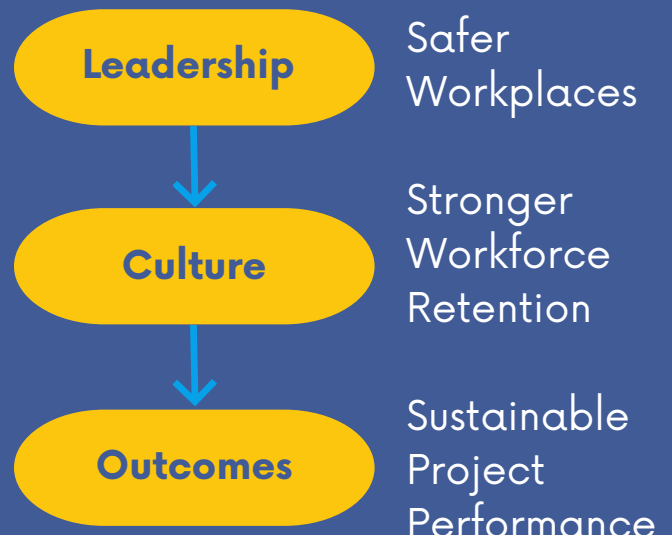 Leadership
Safer
Workplaces
Culture
Stronger
Workforce
Retention
Outcomes
Sustainable
Project
Performance